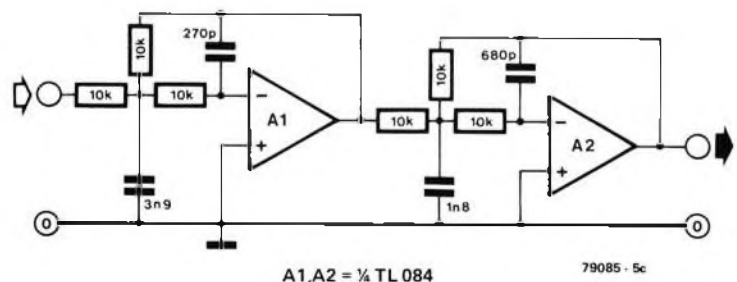 270p
10k
680p
10k
10k
10k
−
A1
+
10k
10k
−
A2
+
3n9
1n8
0
0
A1,A2 = ¼ TL 084
79085 - 5c